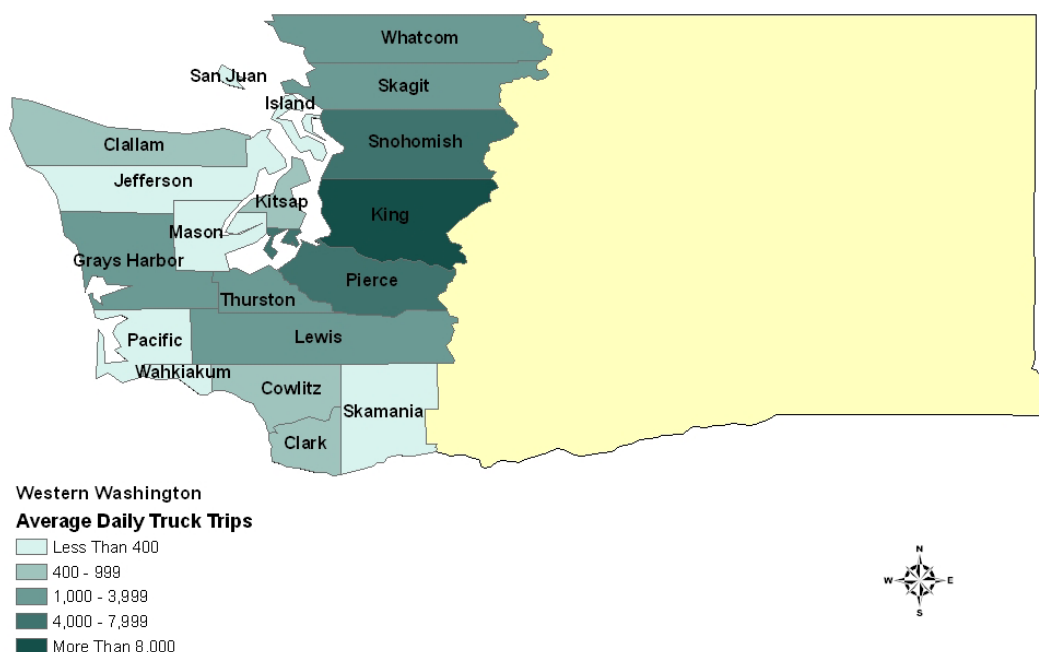 Whatcom
San Juan
Skagit
Island
Snohomish
Clallam
Jefferson
Kitsap
King
Mason
Grays Harbor
Pierce
Thurston
Lewis
Pacific
Wahkiakum
Cowlitz
Skamania
Clark
Western Washington
Average Daily Truck Trips
Less Than 400
400 - 999
1,000 - 3,999
4,000 - 7,999
More Than 8,000
N
W E
S